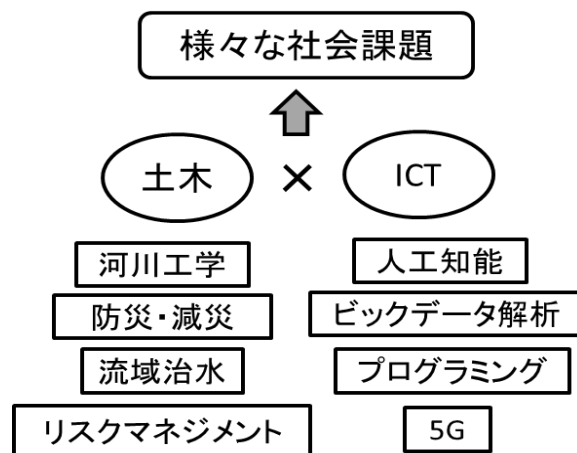 様々な社会課題
土木 × ICT
河川工学
人工知能
防災・減災
ビックデータ解析
流域治水
プログラミング
リスクマネジメント
5G